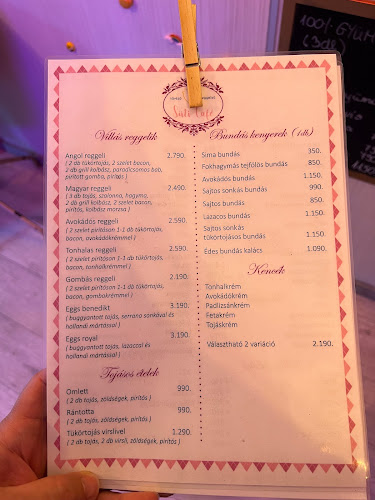 Süti Café
Villás reggelik
Angol reggeli 2.790.
( 2 db tükörtojás, 2 szelet bacon,
2 db grill kolbász, paradicsomos bab,
pirított gomba, pirítós )
Magyar reggeli 2.490.
( 3 db tojás, szalonna, hagyma,
2 db grill kolbász, 2 szelet bacon,
pirítós, kolbász morzsa )
Avokádós reggeli 2.590.
( 2 szelet pirítóson 1-1 db tükörtojás,
bacon, avokádókrémmel )
Tonhalas reggeli 2.590.
( 2 szelet pirítóson 1-1 db tükörtojás,
bacon, tonhalkrémmel )
Gombás reggeli 2.190.
( 2 szelet pirítóson 1-1 db tükörtojás,
bacon, gombakrémmel )
Eggs benedikt 3.190.
( buggyantott tojás, serrano sonkával és
hollandi mártással )
Eggs royal 3.190.
( buggyantott tojás, lazaccal és
hollandi mártással )
Tojásos ételek
Omlett 990.
( 2 db tojás, zöldségek, pirítós )
Rántotta 990.
( 2 db tojás, zöldségek, pirítós )
Tükörtojás virslivel 1.290.
( 2 db tojás, 2 db virsli, zöldségek, pirítós )
Bundás kenyerek (1db)
Sima bundás 350.
Fokhagymás tejfölös bundás 850.
Avokádós bundás 1.150.
Sajtos sonkás bundás 990.
Sajtos bundás 850.
Lazacos bundás 1.150.
Sajtos sonkás
tükörtojásos bundás 1.150.
Édes bundás kalács 1.090.
Kencék
Tonhalkrém
Avokádókrém
Padlizsánkrém
Fetakrém
Tojáskrém
Választható 2 variáció 2.190.
100% GYÜM